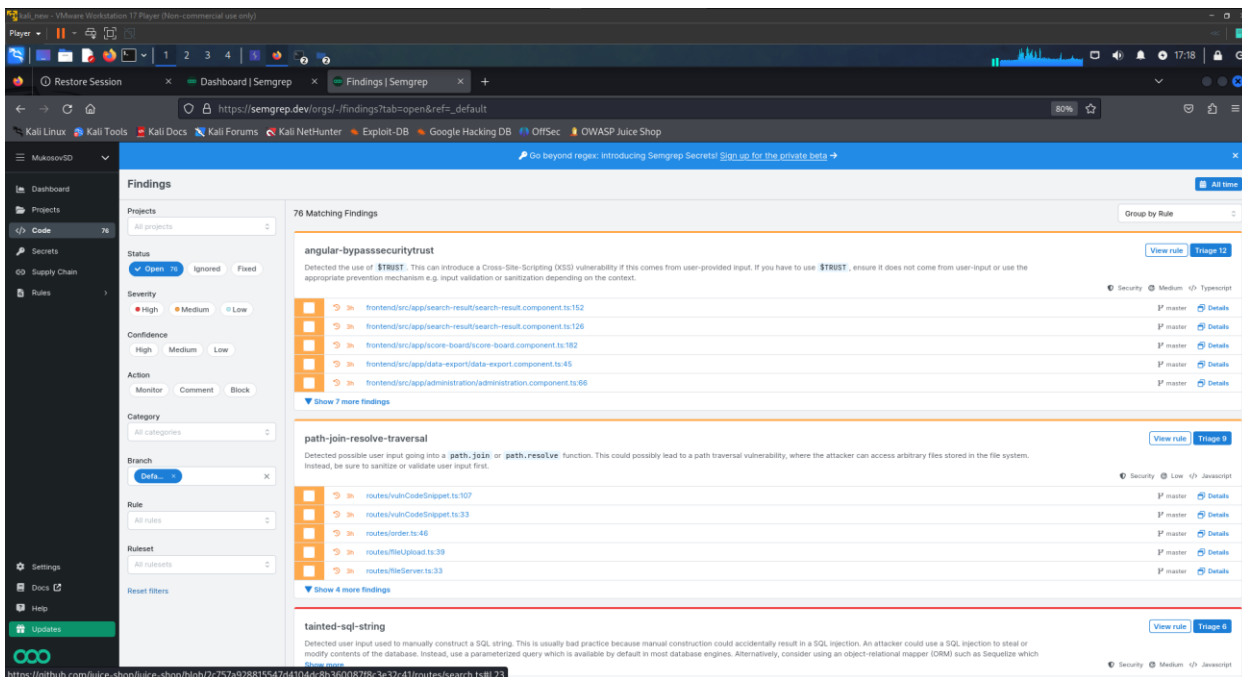 kali_new - VMware Workstation 17 Player (Non-commercial use only)
Player
1 2 3 4
17:18
Restore Session
Dashboard | Semgrep
Findings | Semgrep
https://semgrep.dev/orgs/-/findings?tab=open&ref=_default
80%
Kali Linux Kali Tools Kali Docs Kali Forums Kali NetHunter Exploit-DB Google Hacking DB OffSec OWASP Juice Shop
MukosovSD
Go beyond regex: introducing Semgrep Secrets! Sign up for the private beta →
Dashboard
Projects
Code 76
Secrets
Supply Chain
Rules
Settings
Docs
Help
Updates
Findings
All time
Projects
All projects
Status
Open 76 Ignored Fixed
Severity
High Medium Low
Confidence
High Medium Low
Action
Monitor Comment Block
Category
All categories
Branch
Defa... ×
Rule
All rules
Ruleset
All rulesets
Reset filters
76 Matching Findings
Group by Rule
angular-bypasssecuritytrust
View rule Triage 12
Detected the use of $TRUST. This can introduce a Cross-Site-Scripting (XSS) vulnerability if this comes from user-provided input. If you have to use $TRUST, ensure it does not come from user-input or use the
appropriate prevention mechanism e.g. input validation or sanitization depending on the context.
Security Medium Typescript
3h frontend/src/app/search-result/search-result.component.ts:152 master Details
3h frontend/src/app/search-result/search-result.component.ts:126 master Details
3h frontend/src/app/score-board/score-board.component.ts:182 master Details
3h frontend/src/app/data-export/data-export.component.ts:45 master Details
3h frontend/src/app/administration/administration.component.ts:66 master Details
Show 7 more findings
path-join-resolve-traversal
View rule Triage 9
Detected possible user input going into a path.join or path.resolve function. This could possibly lead to a path traversal vulnerability, where the attacker can access arbitrary files stored in the file system.
Instead, be sure to sanitize or validate user input first.
Security Low Javascript
3h routes/vulnCodeSnippet.ts:107 master Details
3h routes/vulnCodeSnippet.ts:33 master Details
3h routes/order.ts:46 master Details
3h routes/fileUpload.ts:39 master Details
3h routes/fileServer.ts:33 master Details
Show 4 more findings
tainted-sql-string
View rule Triage 6
Detected user input used to manually construct a SQL string. This is usually bad practice because manual construction could accidentally result in a SQL injection. An attacker could use a SQL injection to steal or
modify contents of the database. Instead, use a parameterized query which is available by default in most database engines. Alternatively, consider using an object-relational mapper (ORM) such as Sequelize which
Show more
Security Medium Javascript
https://github.com/juice-shop/juice-shop/blob/2c757a928815547d4104dc8b360087f8c3e32c41/routes/search.ts#L23